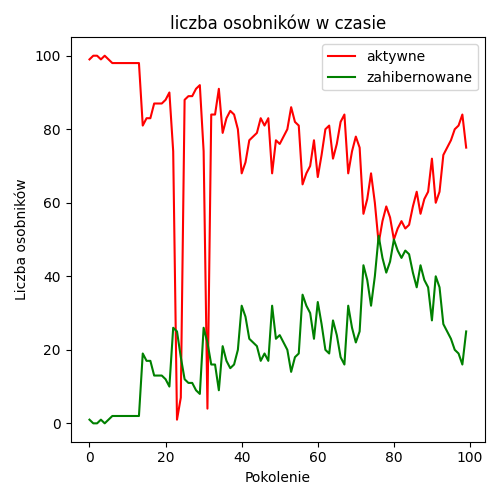 liczba osobników w czasie
aktywne
zahibernowane
Liczba osobników
100
80
60
40
20
0
0 20 40 60 80 100
Pokolenie